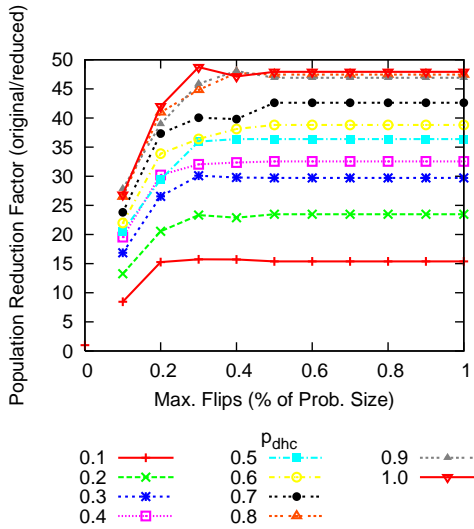 Population Reduction Factor (original/reduced)
50
45
40
35
30
25
20
15
10
5
0
0 0.2 0.4 0.6 0.8 1
Max. Flips (% of Prob. Size)
p_dhc
0.1 0.5 0.9
0.2 0.6 1.0
0.3 0.7
0.4 0.8